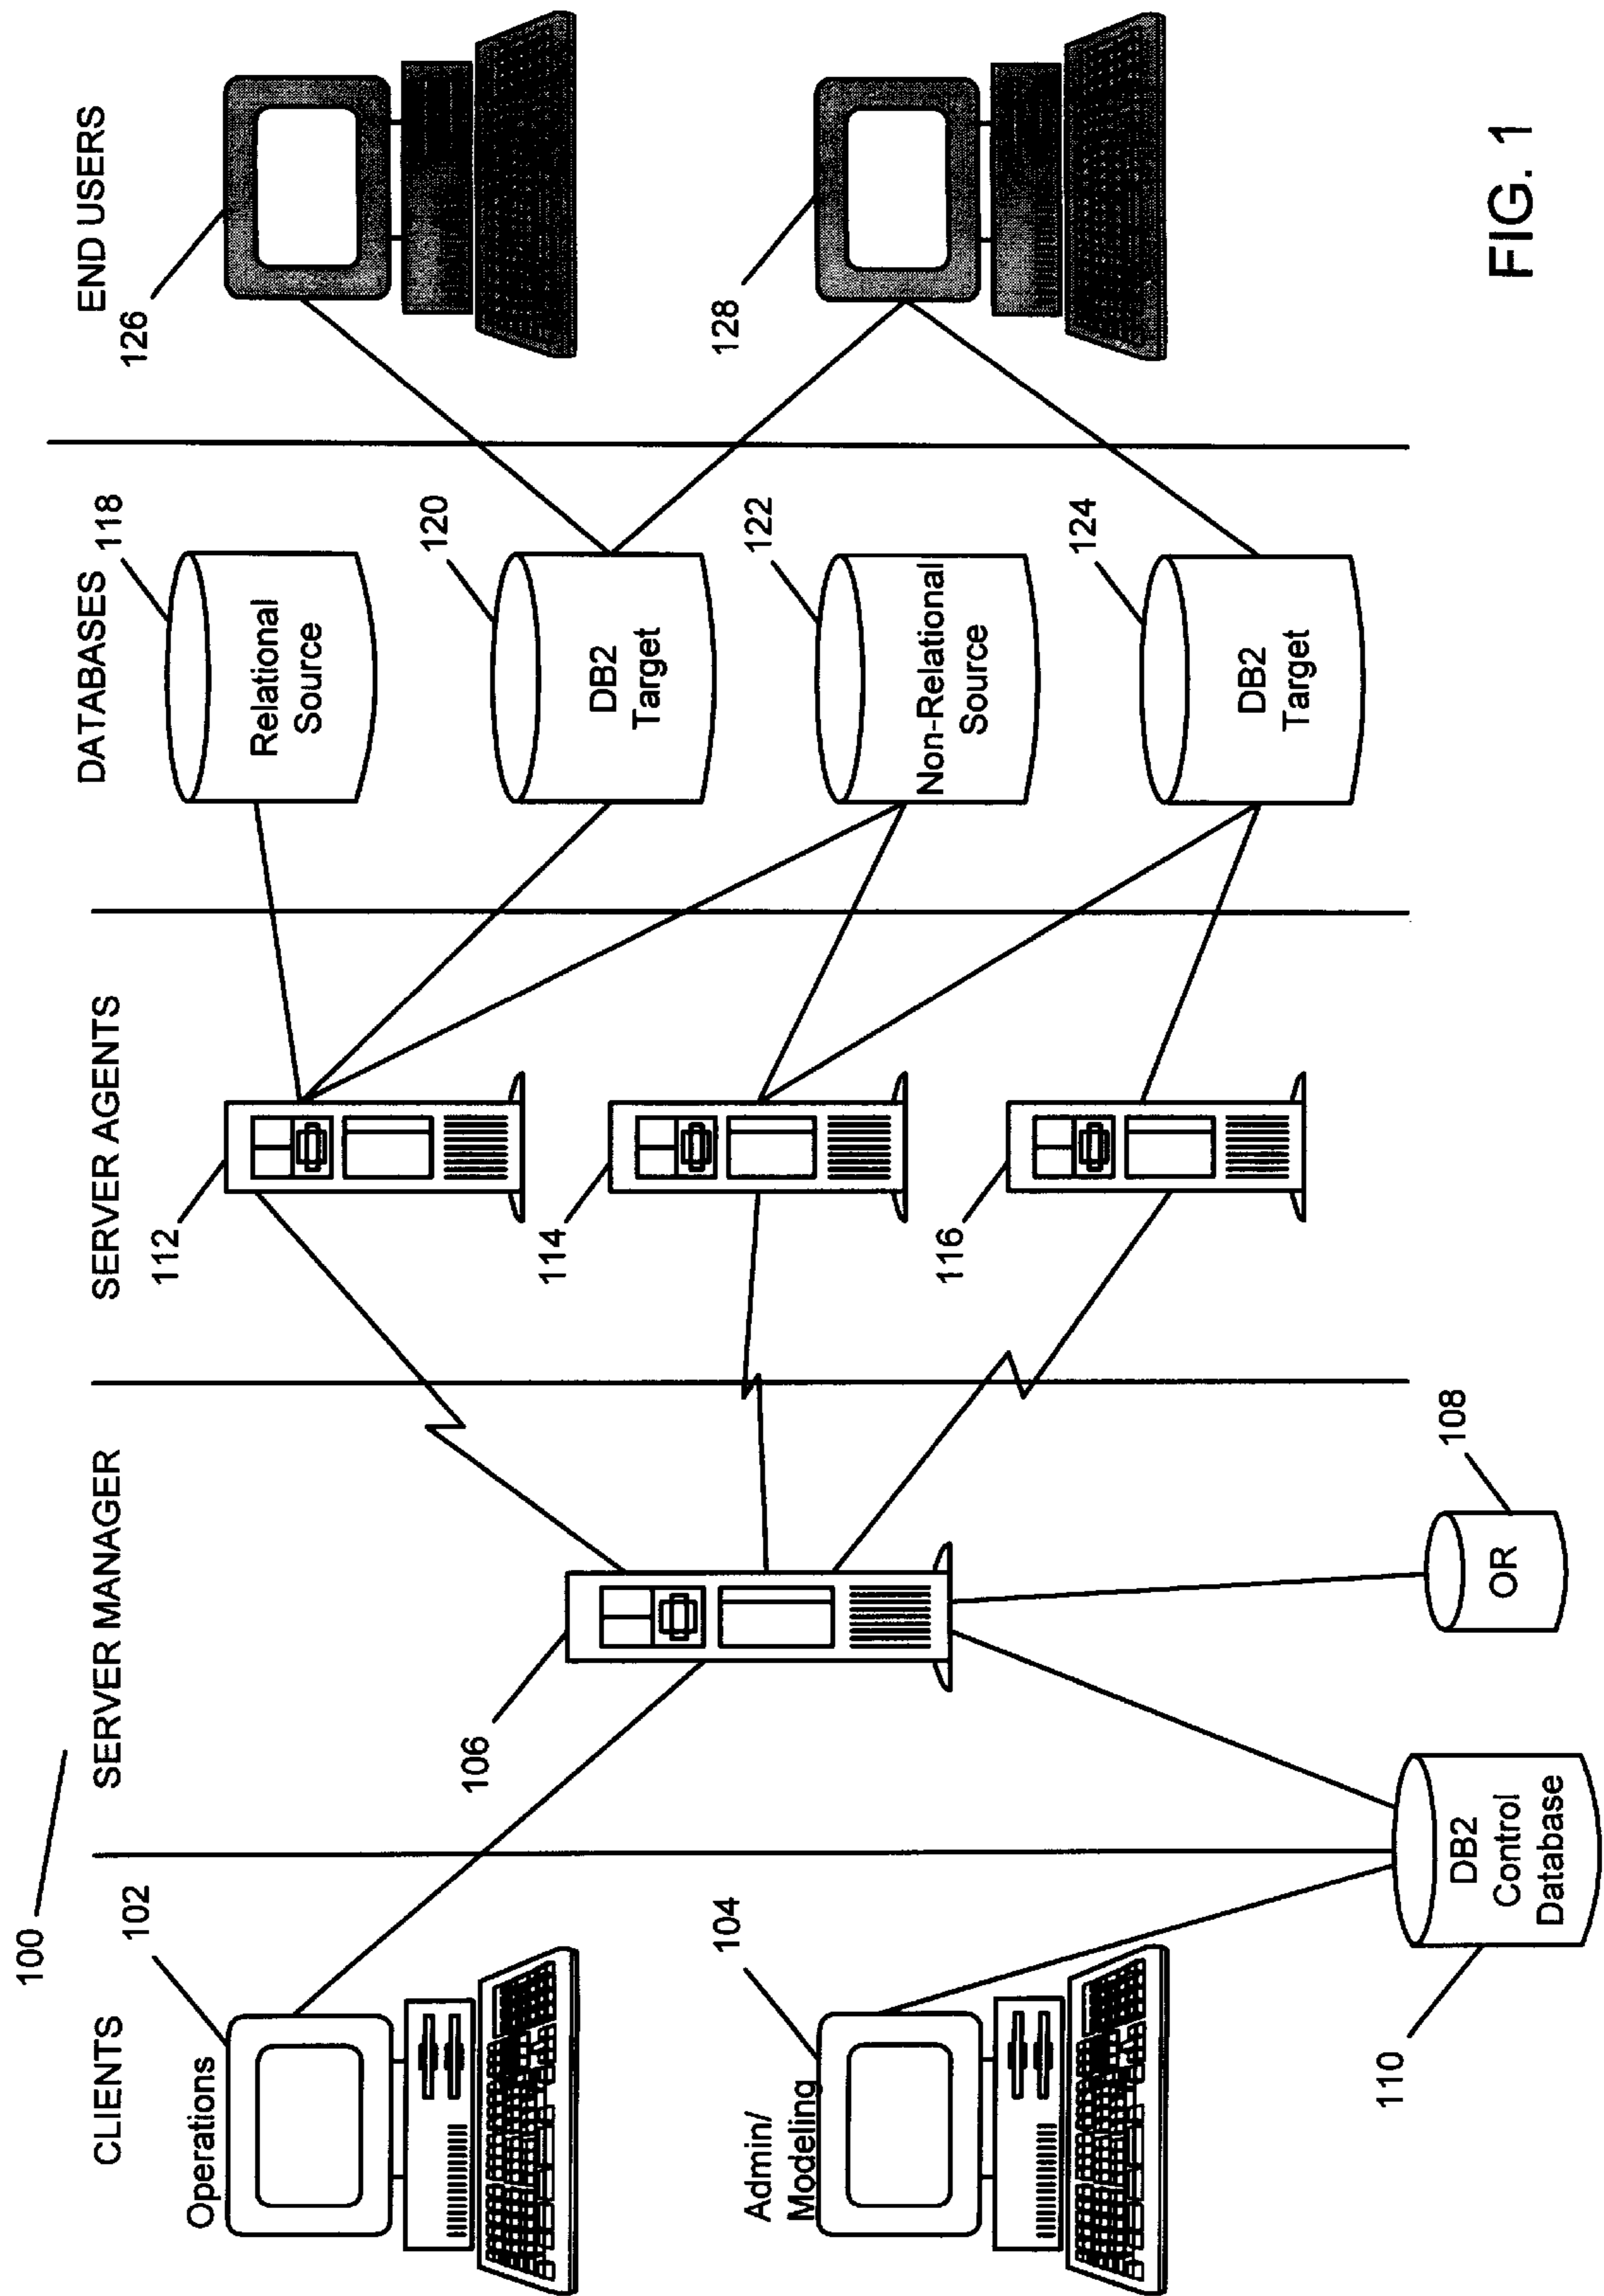 100
CLIENTS
SERVER MANAGER
SERVER AGENTS
DATABASES
END USERS
Operations
102
Admin/
Modeling
104
106
DB2
Control
Database
110
OR
108
112
114
116
118
Relational
Source
120
DB2
Target
122
Non-Relational
Source
124
DB2
Target
126
128
FIG. 1